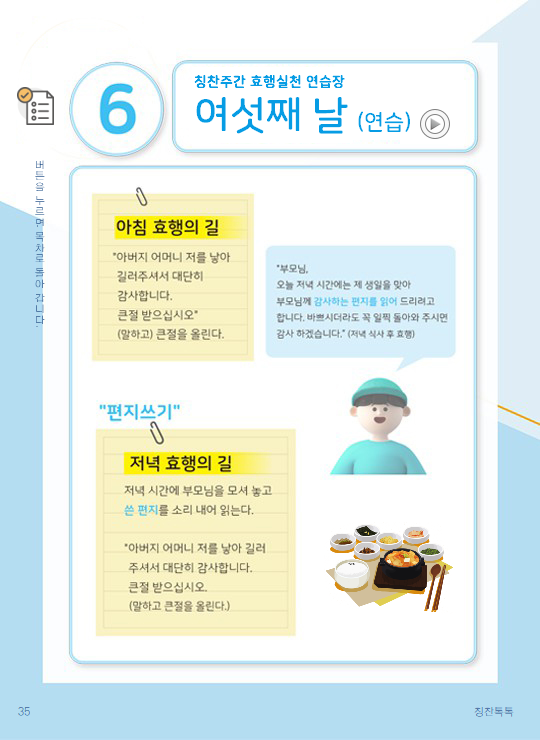 6
칭찬주간 효행실천 연습장
여섯째 날 (연습)
버튼을 누르면 목차로 돌아 갑니다.
아침 효행의 길
"아버지 어머니 저를 낳아
길러주셔서 대단히
감사합니다.
큰절 받으십시오"
(말하고) 큰절을 올린다.
"부모님,
오늘 저녁 시간에는 제 생일을 맞아
부모님께 감사하는 편지를 읽어 드리려고
합니다. 바쁘시더라도 꼭 일찍 돌아와 주시면
감사 하겠습니다." (저녁 식사 후 효행)
"편지쓰기"
저녁 효행의 길
저녁 시간에 부모님을 모셔 놓고
쓴 편지를 소리 내어 읽는다.
"아버지 어머니 저를 낳아 길러
주셔서 대단히 감사합니다.
큰절 받으십시오.
(말하고 큰절을 올린다.)
35
칭찬톡톡